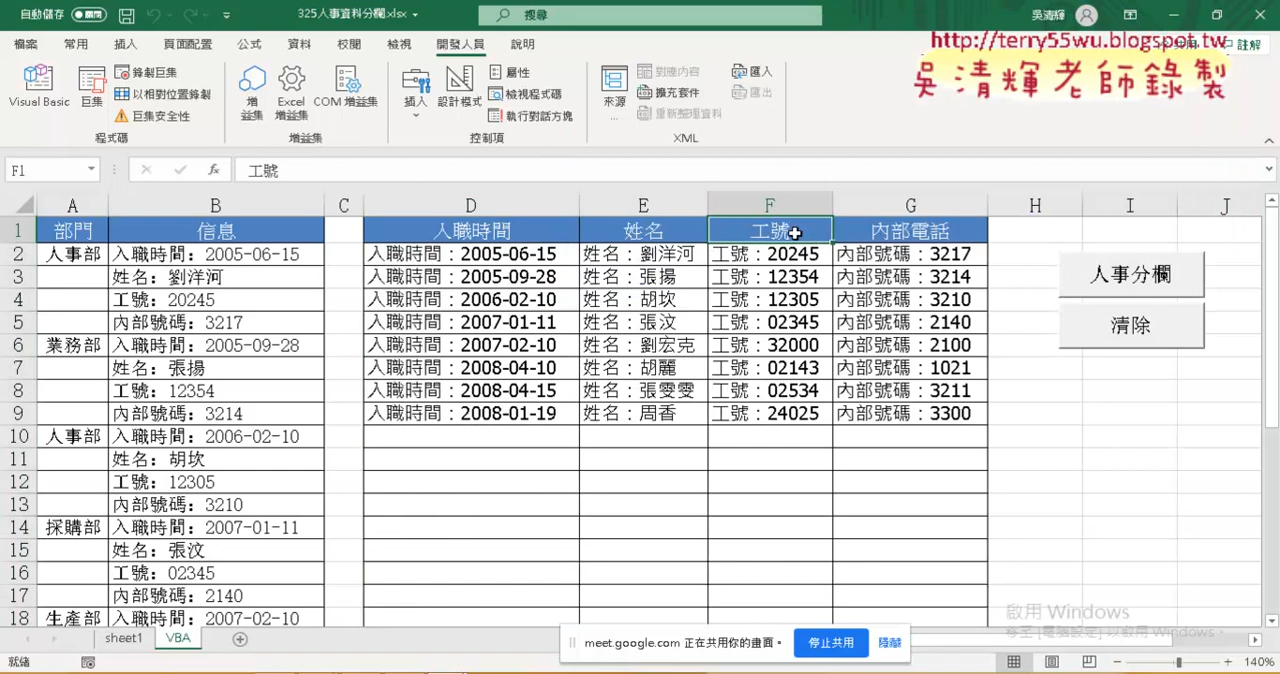 自動儲存 325人事資料分欄.xlsx 搜尋 吳清輝
檔案 常用 插入 頁面配置 公式 資料 校閱 檢視 開發人員 說明 註解
http://terry55wu.blogspot.tw
吳清輝老師錄製
Visual Basic 巨集 錄製巨集 以相對位置錄製 巨集安全性 程式碼
增益集 Excel 增益集 COM 增益集 增益集
插入 設計模式 屬性 檢視程式碼 執行對話方塊 控制項
來源... 對應內容 擴充套件 重新整理資料 匯入 匯出 XML
F1 fx 工號
A B C D E F G H I J
1 部門 信息 入職時間 姓名 工號 內部電話
2 人事部 入職時間：2005-06-15 入職時間：2005-06-15 姓名：劉洋河 工號：20245 內部號碼：3217
3 姓名：劉洋河 入職時間：2005-09-28 姓名：張揚 工號：12354 內部號碼：3214
4 工號：20245 入職時間：2006-02-10 姓名：胡坎 工號：12305 內部號碼：3210
5 內部號碼：3217 入職時間：2007-01-11 姓名：張汶 工號：02345 內部號碼：2140
6 業務部 入職時間：2005-09-28 入職時間：2007-02-10 姓名：劉宏克 工號：32000 內部號碼：2100
7 姓名：張揚 入職時間：2008-04-10 姓名：胡麗 工號：02143 內部號碼：1021
8 工號：12354 入職時間：2008-04-15 姓名：張雯雯 工號：02534 內部號碼：3211
9 內部號碼：3214 入職時間：2008-01-19 姓名：周香 工號：24025 內部號碼：3300
10 人事部 入職時間：2006-02-10
11 姓名：胡坎
12 工號：12305
13 內部號碼：3210
14 採購部 入職時間：2007-01-11
15 姓名：張汶
16 工號：02345
17 內部號碼：2140
18 生產部 入職時間：2007-02-10
人事分欄
清除
啟用 Windows
sheet1 VBA
meet.google.com 正在共用你的畫面。 停止共用 隱藏
就緒 140%